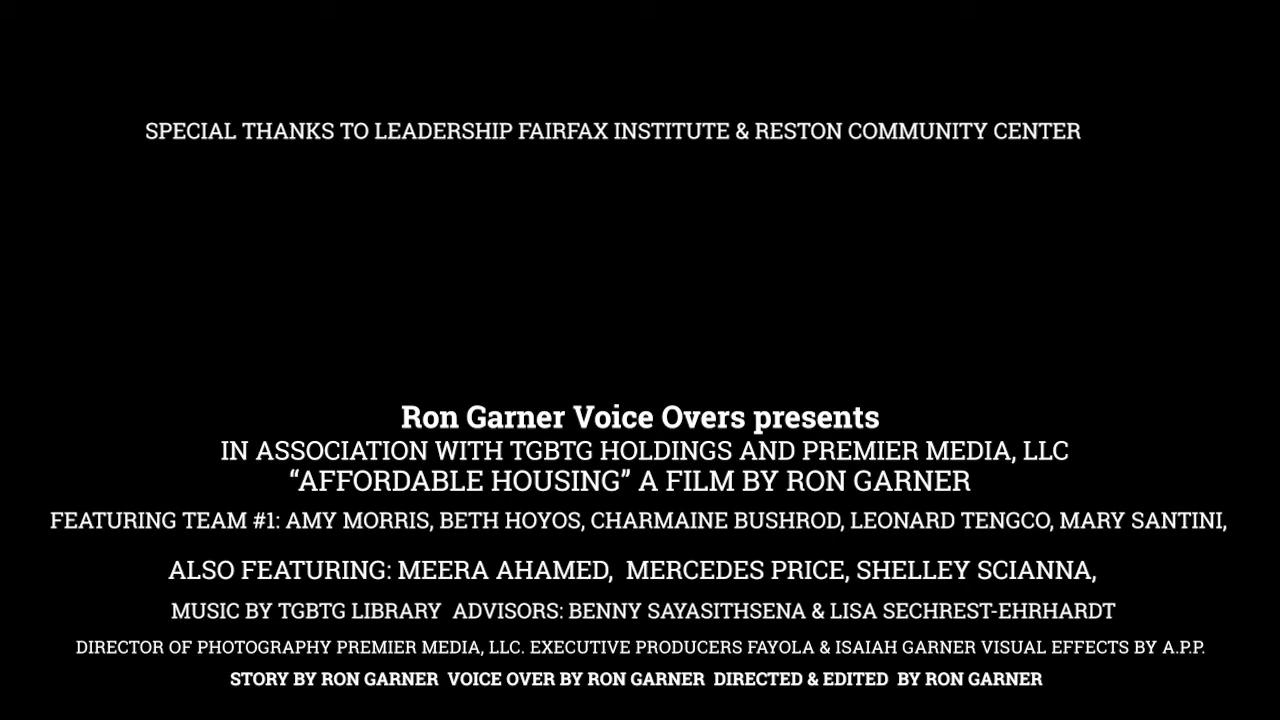 SPECIAL THANKS TO LEADERSHIP FAIRFAX INSTITUTE & RESTON COMMUNITY CENTER
Ron Garner Voice Overs presents
IN ASSOCIATION WITH TGBTG HOLDINGS AND PREMIER MEDIA, LLC
“AFFORDABLE HOUSING” A FILM BY RON GARNER
FEATURING TEAM #1: AMY MORRIS, BETH HOYOS, CHARMAINE BUSHROD, LEONARD TENGCO, MARY SANTINI,
ALSO FEATURING: MEERA AHAMED,  MERCEDES PRICE, SHELLEY SCIANNA,
MUSIC BY TGBTG LIBRARY  ADVISORS: BENNY SAYASITHSENA & LISA SECHREST-EHRHARDT
DIRECTOR OF PHOTOGRAPHY PREMIER MEDIA, LLC. EXECUTIVE PRODUCERS FAYOLA & ISAIAH GARNER VISUAL EFFECTS BY A.P.P.
STORY BY RON GARNER  VOICE OVER BY RON GARNER  DIRECTED & EDITED  BY RON GARNER